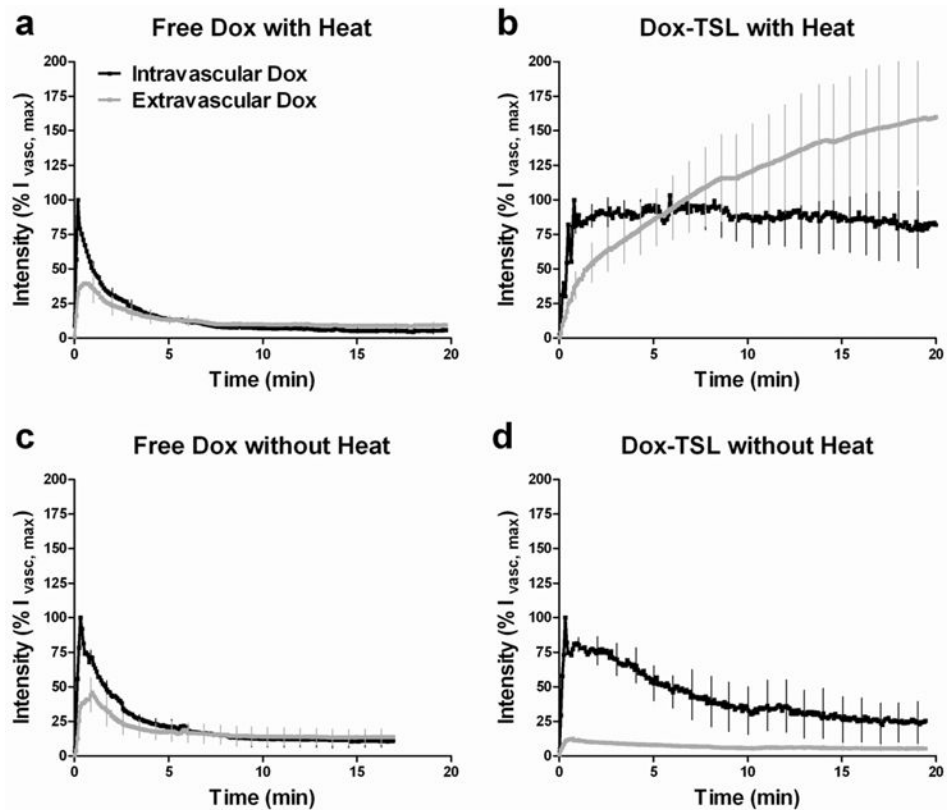 a
Free Dox with Heat
Intensity (% I vasc, max)
200
175
150
125
100
75
50
25
0
Intravascular Dox
Extravascular Dox
0 5 10 15 20
Time (min)
b
Dox-TSL with Heat
Intensity (% I vasc, max)
200
175
150
125
100
75
50
25
0
0 5 10 15 20
Time (min)
c
Free Dox without Heat
Intensity (% I vasc, max)
200
175
150
125
100
75
50
25
0
0 5 10 15 20
Time (min)
d
Dox-TSL without Heat
Intensity (% I vasc, max)
200
175
150
125
100
75
50
25
0
0 5 10 15 20
Time (min)